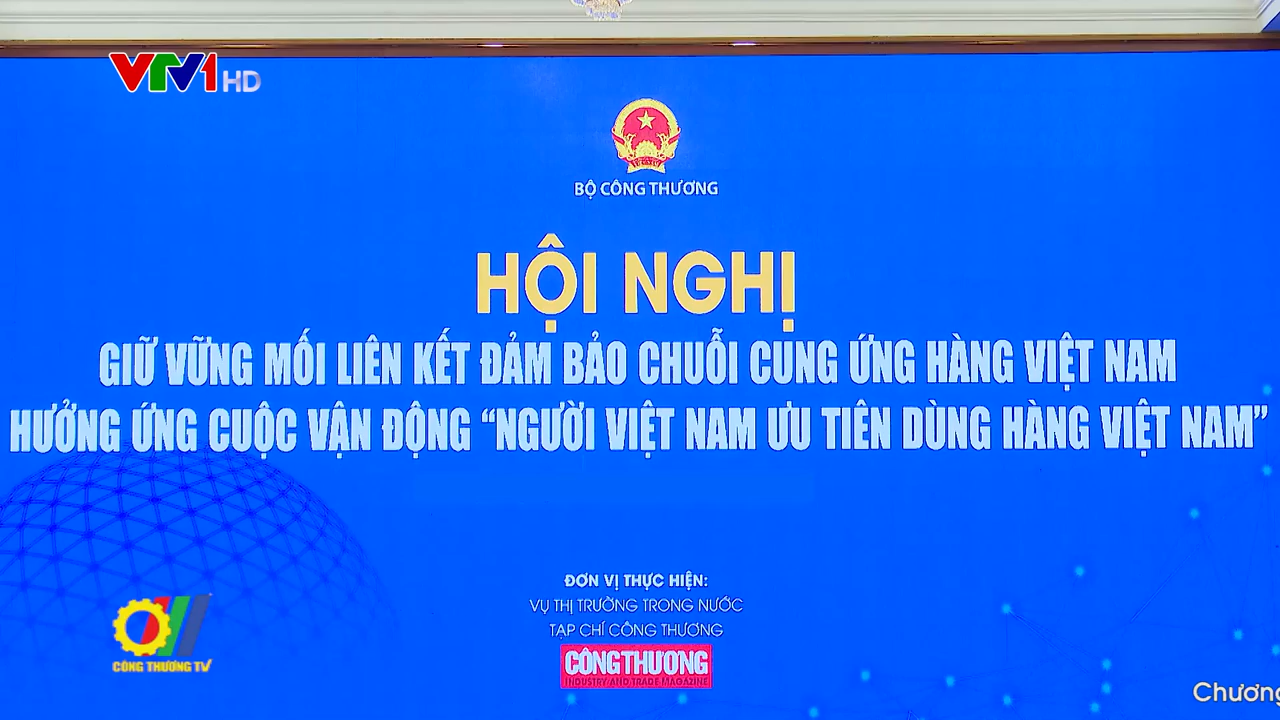 VTV1 HD
BỘ CÔNG THƯƠNG
HỘI NGHỊ
GIỮ VỮNG MỐI LIÊN KẾT ĐẢM BẢO CHUỖI CUNG ỨNG HÀNG VIỆT NAM
HƯỞNG ỨNG CUỘC VẬN ĐỘNG “NGƯỜI VIỆT NAM ƯU TIÊN DÙNG HÀNG VIỆT NAM”
ĐƠN VỊ THỰC HIỆN:
VỤ THỊ TRƯỜNG TRONG NƯỚC
TẠP CHÍ CÔNG THƯƠNG
CÔNG THƯƠNG
INDUSTRY AND TRADE MAGAZINE
CÔNG THƯƠNG TV
Chương